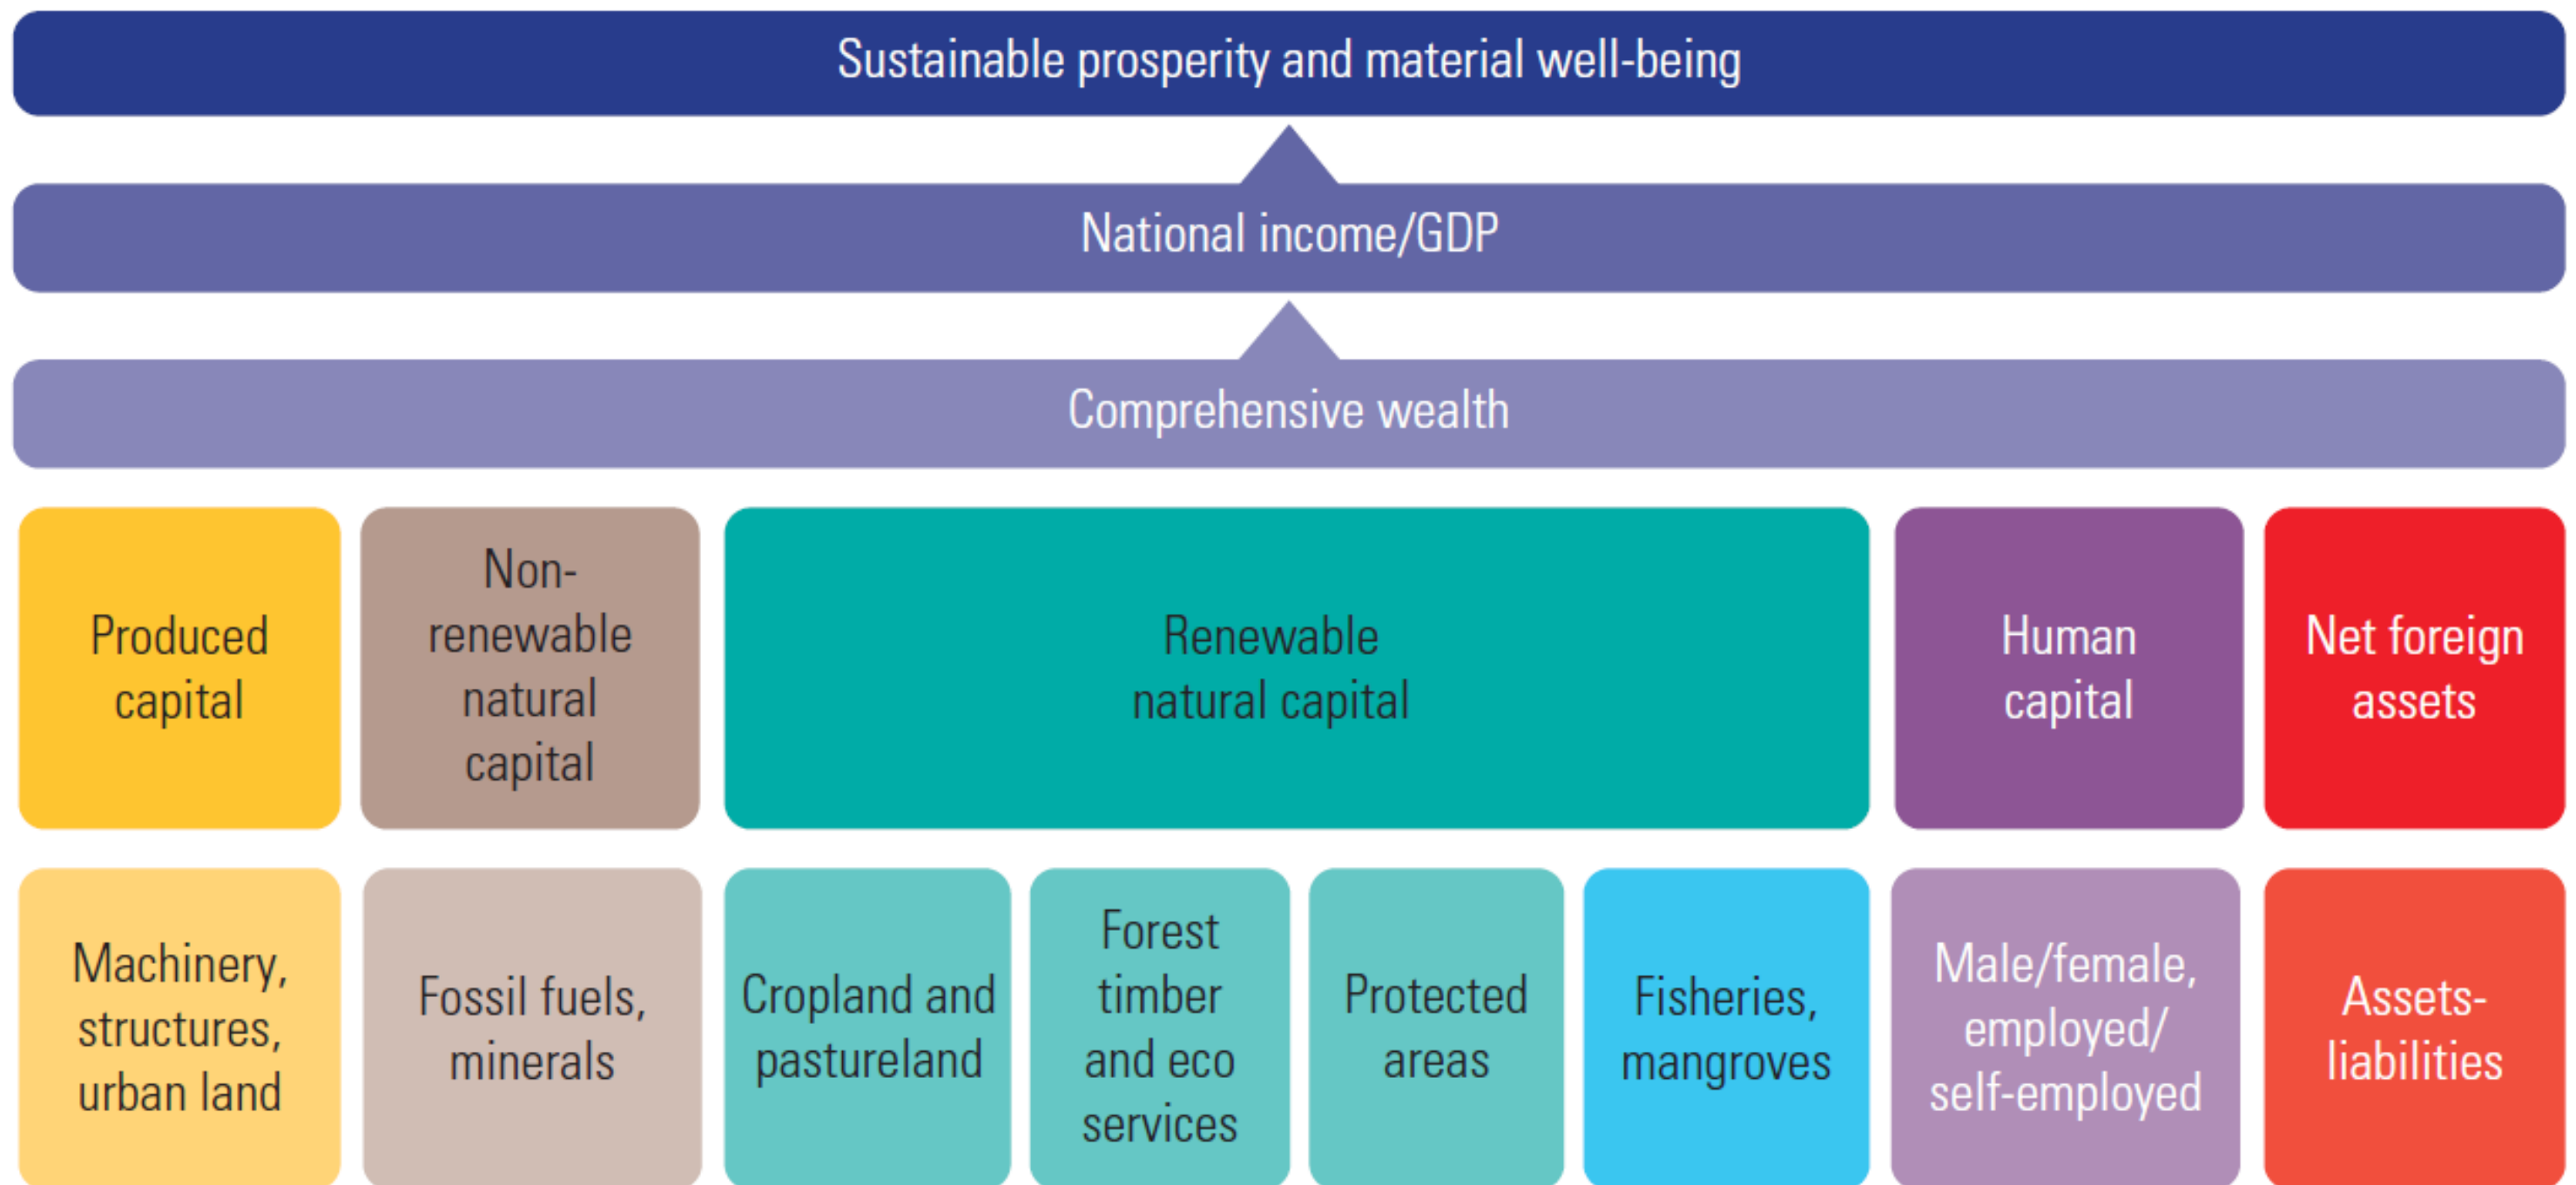 Sustainable prosperity and material well-being
National income/GDP
Comprehensive wealth
Produced
capital
Non-
renewable
natural
capital
Renewable
natural capital
Human
capital
Net foreign
assets
Machinery,
structures,
urban land
Fossil fuels,
minerals
Cropland and
pastureland
Forest
timber
and eco
services
Protected
areas
Fisheries,
mangroves
Male/female,
employed/
self-employed
Assets-
liabilities